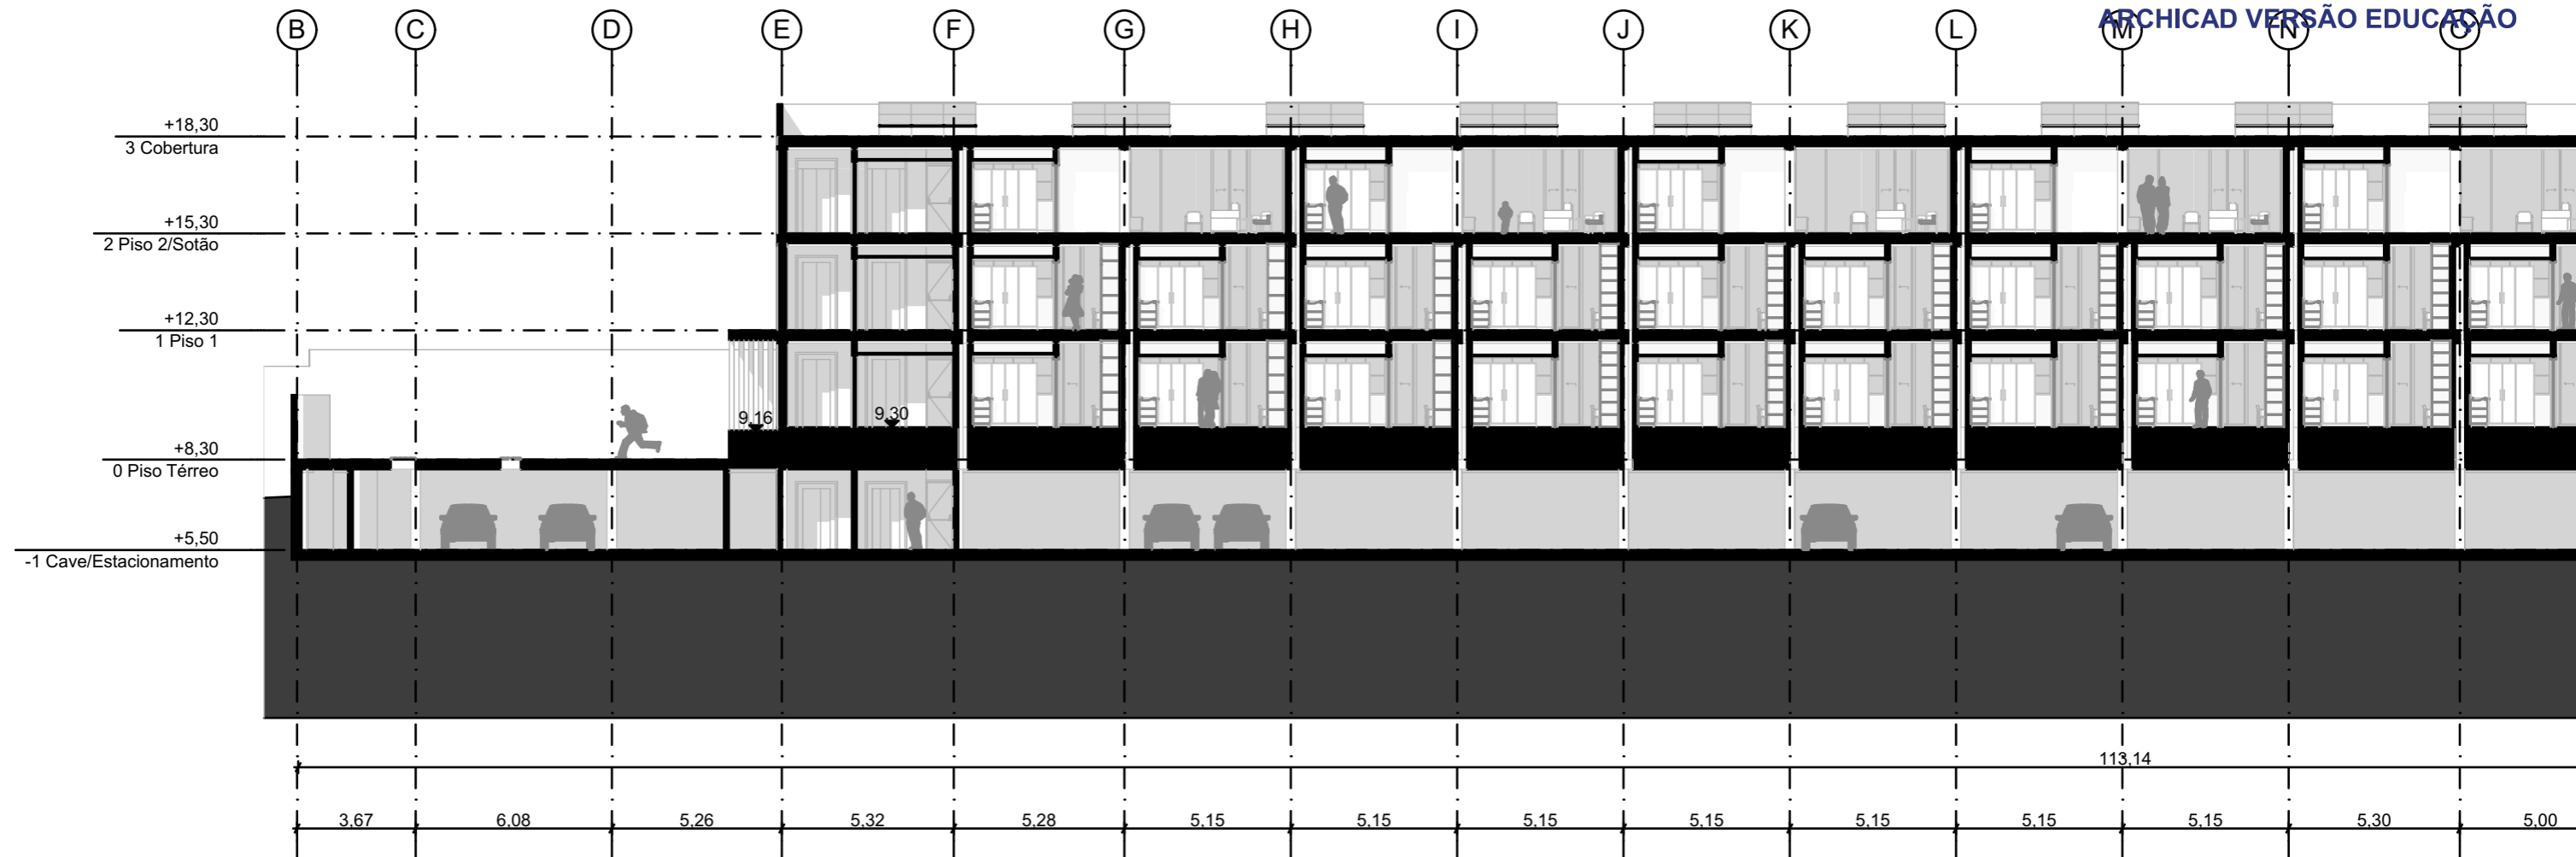 B C D E F G H I J K L M N O
ARCHICAD VERSÃO EDUCAÇÃO
+18,30
3 Cobertura
+15,30
2 Piso 2/Sotão
+12,30
1 Piso 1
9,16
9,30
+8,30
0 Piso Térreo
+5,50
-1 Cave/Estacionamento
113,14
3,67 6,08 5,26 5,32 5,28 5,15 5,15 5,15 5,15 5,15 5,15 5,15 5,30 5,00